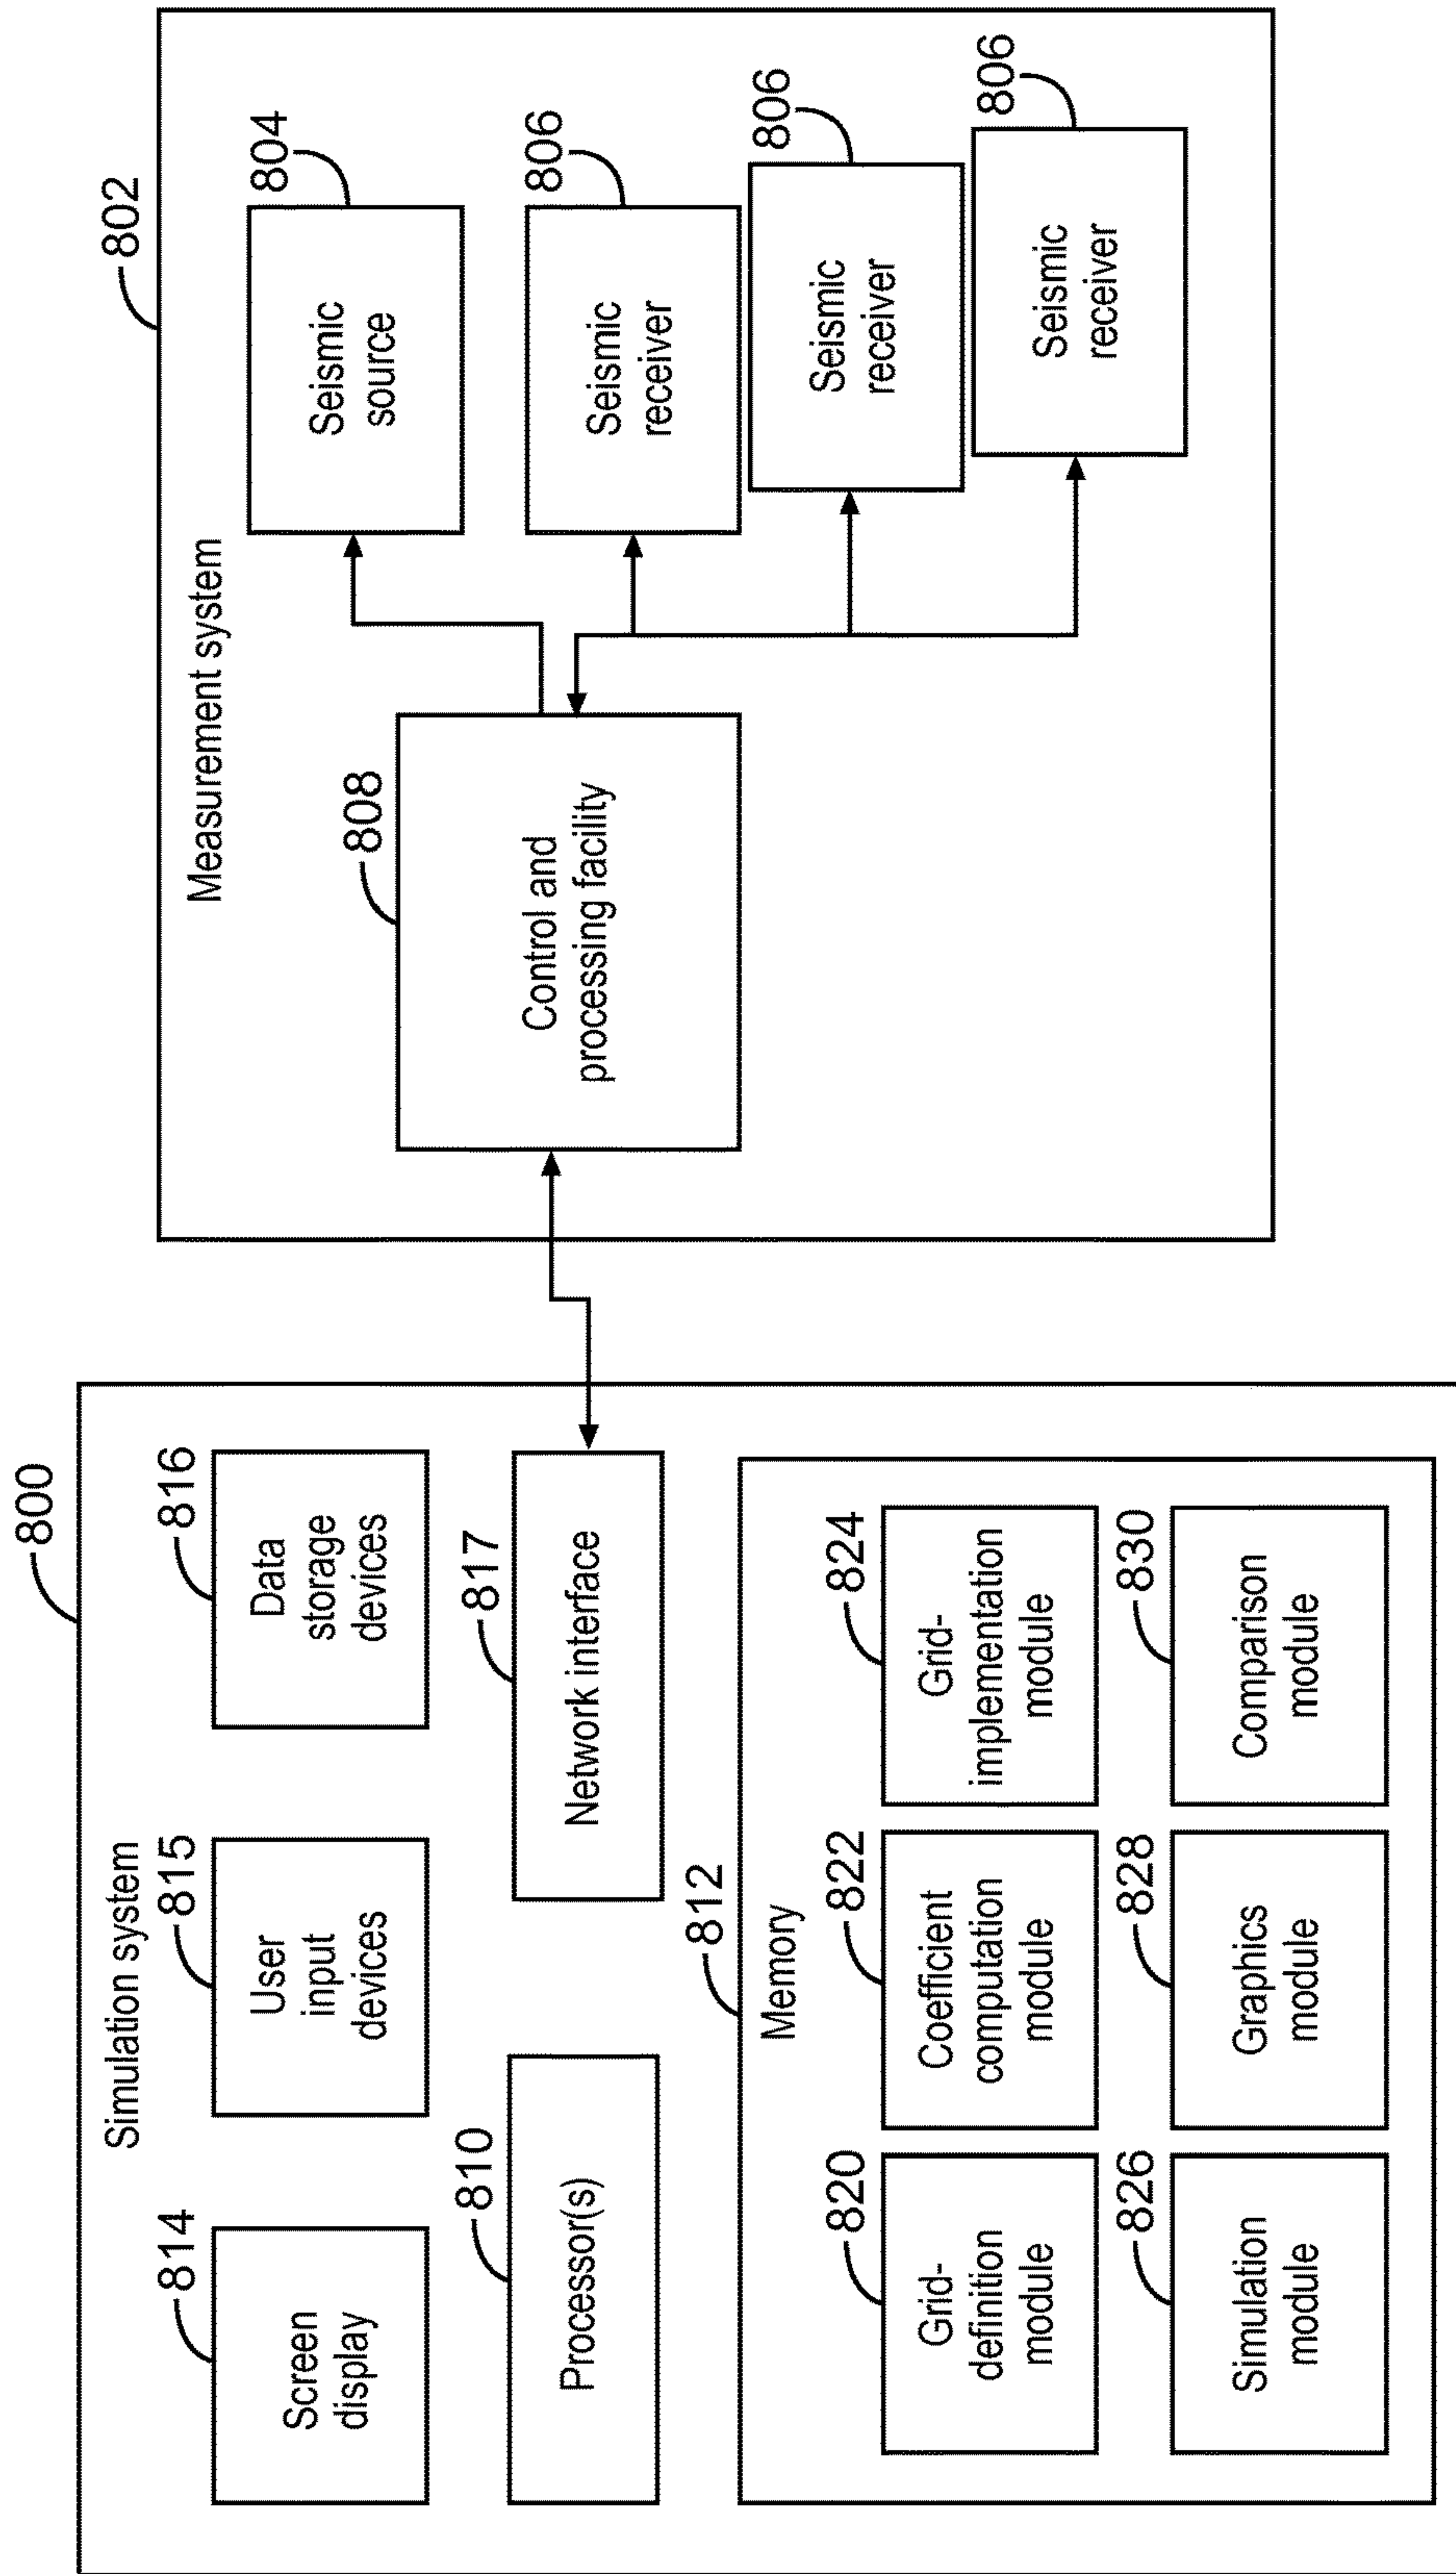 800
Simulation system
814
Screen
display
815
User
input
devices
816
Data
storage
devices
810
Processor(s)
817
Network interface
812
Memory
820
Grid-
definition
module
822
Coefficient
computation
module
824
Grid-
implementation
module
826
Simulation
module
828
Graphics
module
830
Comparison
module
802
Measurement system
808
Control and
processing facility
804
Seismic
source
806
Seismic
receiver
806
Seismic
receiver
806
Seismic
receiver